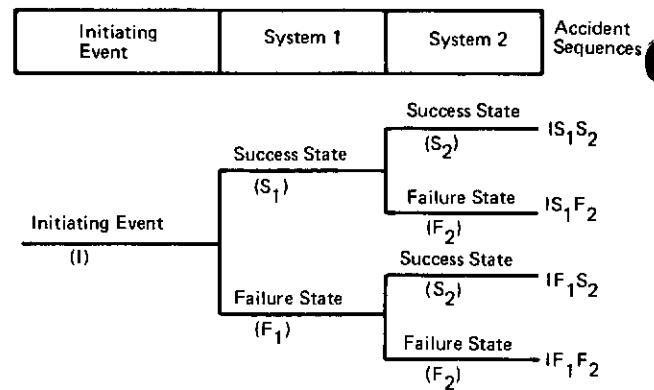 Initiating Event
System 1
System 2
Accident Sequences
Success State
(S₂)
IS₁S₂
Success State
(S₁)
Failure State
(F₂)
IS₁F₂
Initiating Event
(I)
Success State
(S₂)
IF₁S₂
Failure State
(F₁)
Failure State
(F₂)
IF₁F₂